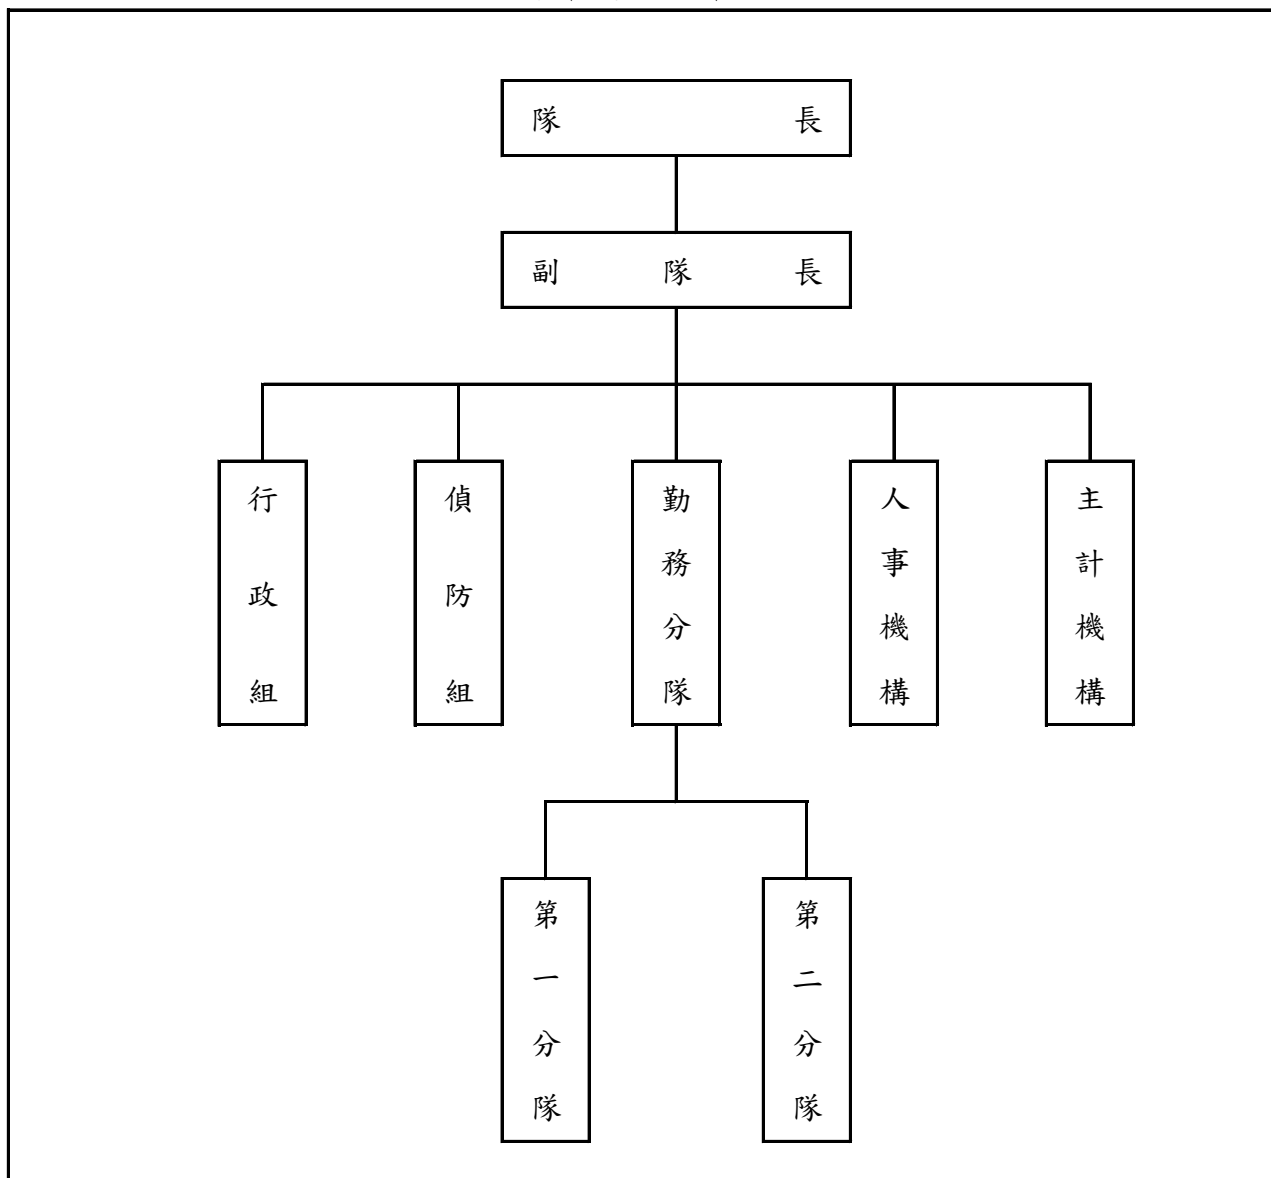 隊長
副隊長
行政組
偵防組
勤務分隊
人事機構
主計機構
第一分隊
第二分隊